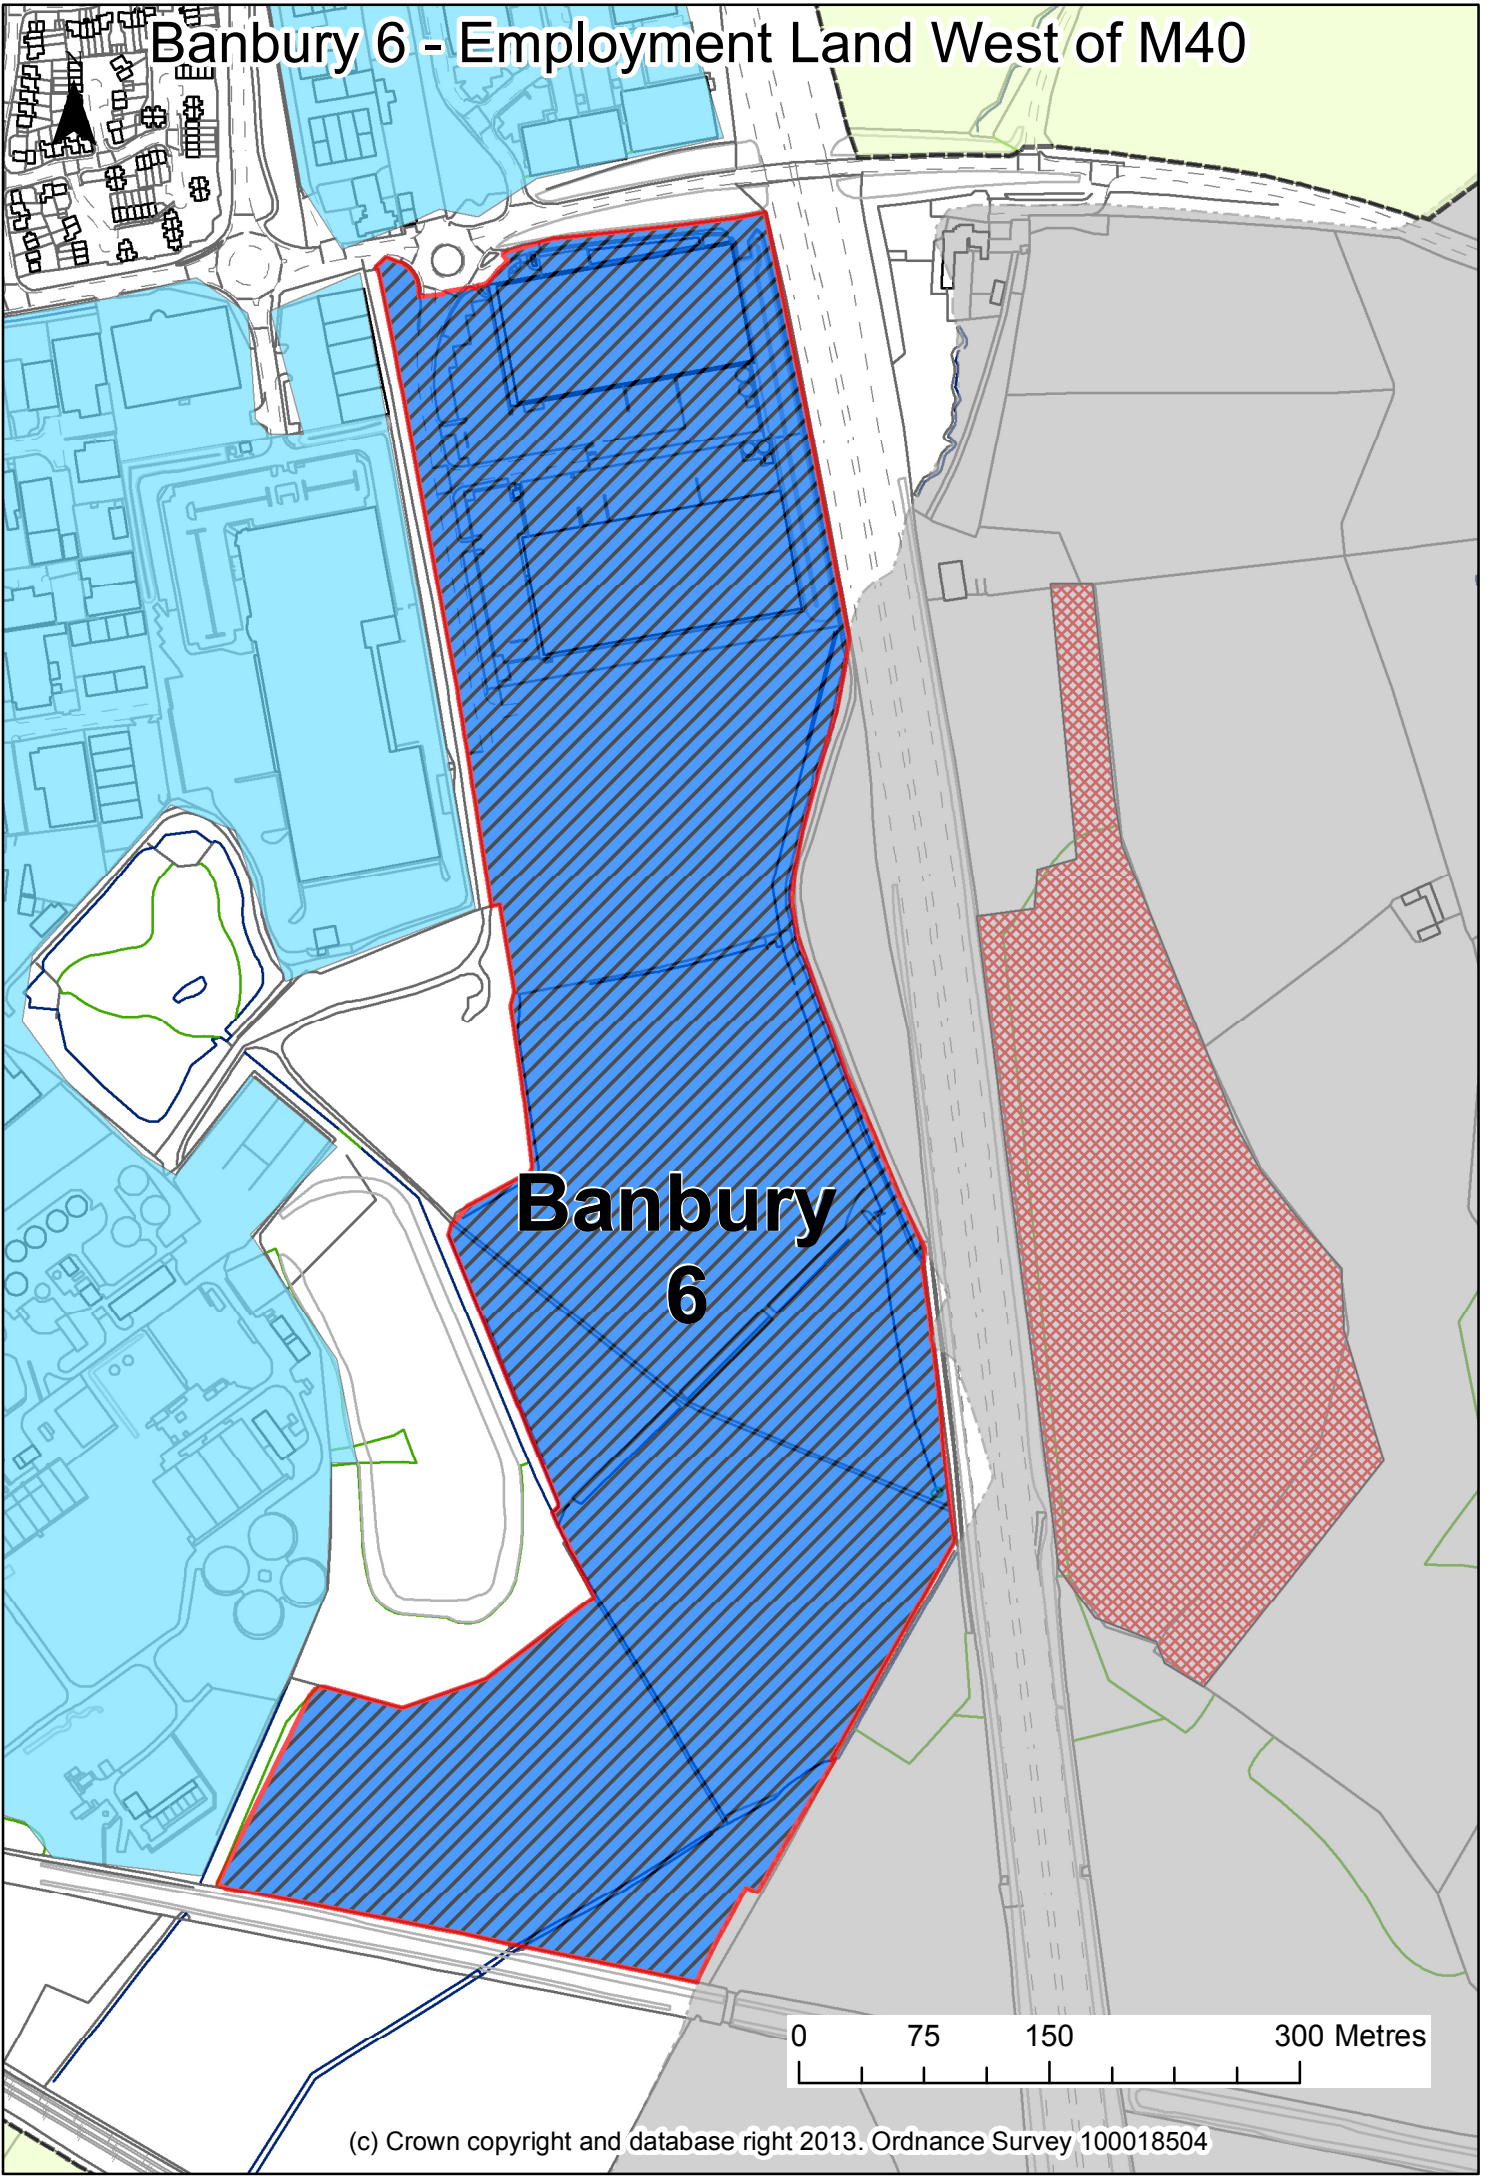 Banbury 6 - Employment Land West of M40
Banbury
6
0 75 150 300 Metres
(c) Crown copyright and database right 2013. Ordnance Survey 100018504